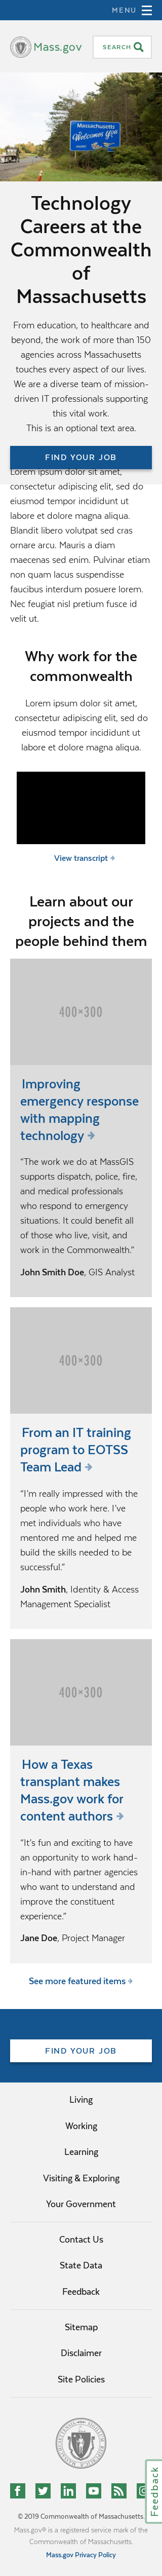 MENU
Mass.gov
SEARCH
Massachusetts
Welcomes You
Technology
Careers at the
Commonwealth
of
Massachusetts
From education, to healthcare and
beyond, the work of more than 150
agencies across Massachusetts
touches every aspect of our lives.
We are a diverse team of mission-
driven IT professionals supporting
this vital work.
This is an optional text area.
FIND YOUR JOB
Lorem ipsum dolor sit amet,
consectetur adipiscing elit, sed do
eiusmod tempor incididunt ut
labore et dolore magna aliqua.
Blandit libero volutpat sed cras
ornare arcu. Mauris a diam
maecenas sed enim. Pulvinar etiam
non quam lacus suspendisse
faucibus interdum posuere lorem.
Nec feugiat nisl pretium fusce id
velit ut.
Why work for the
commonwealth
Lorem ipsum dolor sit amet,
consectetur adipiscing elit, sed do
eiusmod tempor incididunt ut
labore et dolore magna aliqua.
View transcript
Learn about our
projects and the
people behind them
400×300
Improving
emergency response
with mapping
technology
“The work we do at MassGIS
supports dispatch, police, fire,
and medical professionals
who respond to emergency
situations. It could benefit all
of those who live, visit, and
work in the Commonwealth.”
John Smith Doe, GIS Analyst
400×300
From an IT training
program to EOTSS
Team Lead
“I’m really impressed with the
people who work here. I’ve
met individuals who have
mentored me and helped me
build the skills needed to be
successful.”
John Smith, Identity & Access
Management Specialist
400×300
How a Texas
transplant makes
Mass.gov work for
content authors
“It’s fun and exciting to have
an opportunity to work hand-
in-hand with partner agencies
who want to understand and
improve the constituent
experience.”
Jane Doe, Project Manager
See more featured items
FIND YOUR JOB
Living
Working
Learning
Visiting & Exploring
Your Government
Contact Us
State Data
Feedback
Sitemap
Disclaimer
Site Policies
Feedback
© 2019 Commonwealth of Massachusetts.
Mass.gov® is a registered service mark of the
Commonwealth of Massachusetts.
Mass.gov Privacy Policy